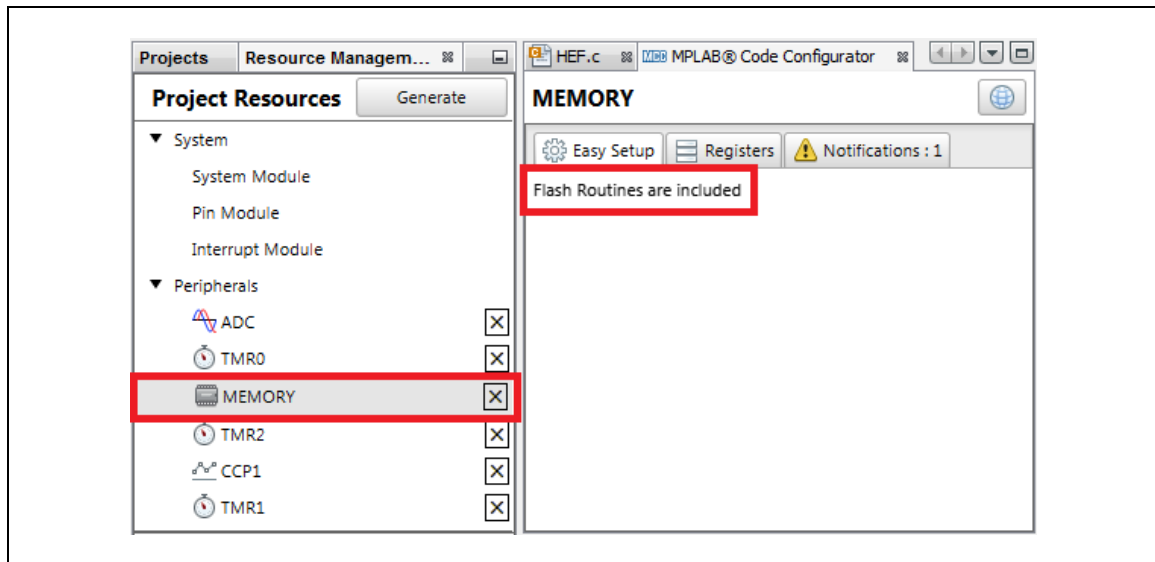 Projects
Resource Managem...
Project Resources
Generate
▼ System
System Module
Pin Module
Interrupt Module
▼ Peripherals
ADC
TMR0
MEMORY
TMR2
CCP1
TMR1
HEF.c
MPLAB® Code Configurator
MEMORY
Easy Setup
Registers
Notifications : 1
Flash Routines are included